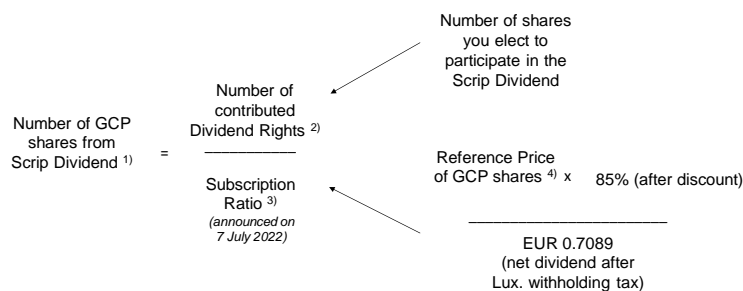 Number of shares
you elect to
participate in the
Scrip Dividend
Number of GCP
shares from
Scrip Dividend 1)
=
Number of
contributed
Dividend Rights 2)
Subscription
Ratio 3)
(announced on
7 July 2022)
Reference Price
of GCP shares 4) x 85% (after discount)
EUR 0.7089
(net dividend after
Lux. withholding tax)